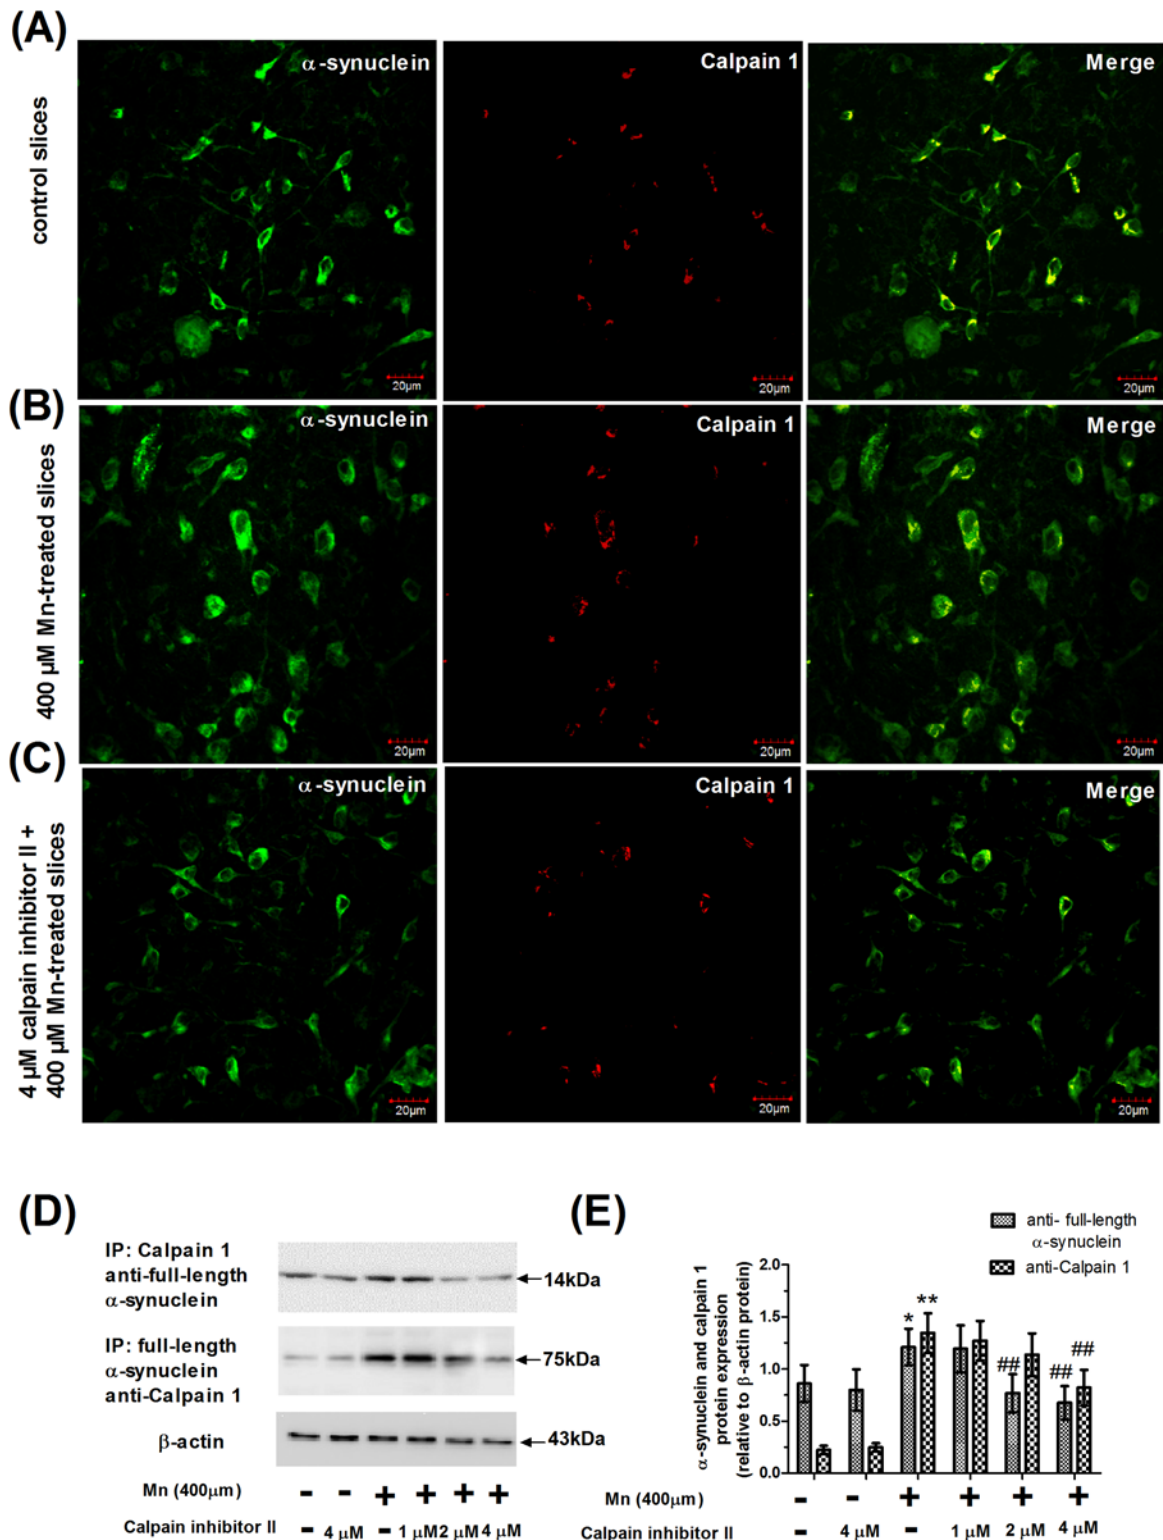 (A)
control slices
α-synuclein
Calpain 1
Merge
20μm
20μm
20μm
(B)
400 μM Mn-treated slices
α-synuclein
Calpain 1
Merge
20μm
20μm
20μm
(C)
4 μM calpain inhibitor II +
400 μM Mn-treated slices
α-synuclein
Calpain 1
Merge
20μm
20μm
20μm
(D)
IP: Calpain 1
anti-full-length
α-synuclein
14kDa
IP: full-length
α-synuclein
anti-Calpain 1
75kDa
β-actin
43kDa
Mn (400μm) - - + + + +
Calpain inhibitor II - 4 μM - 1 μM 2 μM 4 μM
(E)
anti- full-length
α-synuclein
anti-Calpain 1
α-synuclein and calpain 1
protein expression
(relative to β-actin protein)
2.0
1.5
1.0
0.5
0.0
* ** ## ## ##
Mn (400μm) - - + + + +
Calpain inhibitor II - 4 μM - 1 μM 2 μM 4 μM